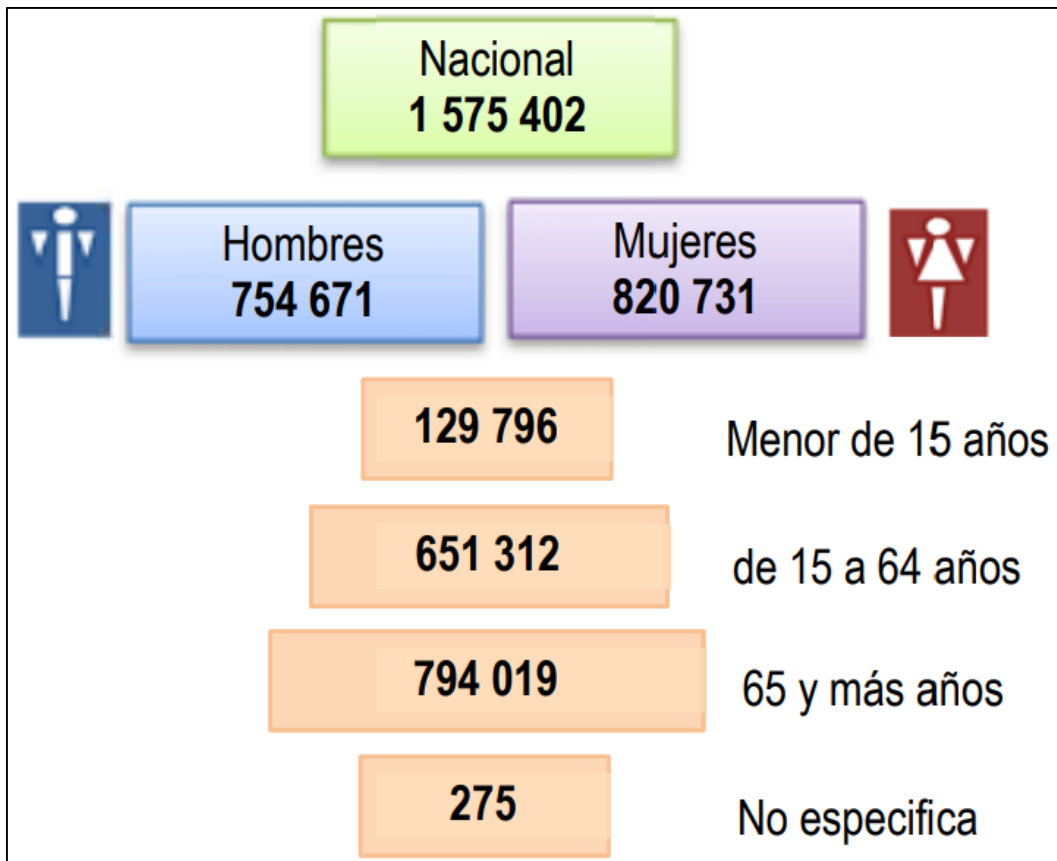 Nacional
1 575 402
Hombres
754 671
Mujeres
820 731
129 796
Menor de 15 años
651 312
de 15 a 64 años
794 019
65 y más años
275
No especifica